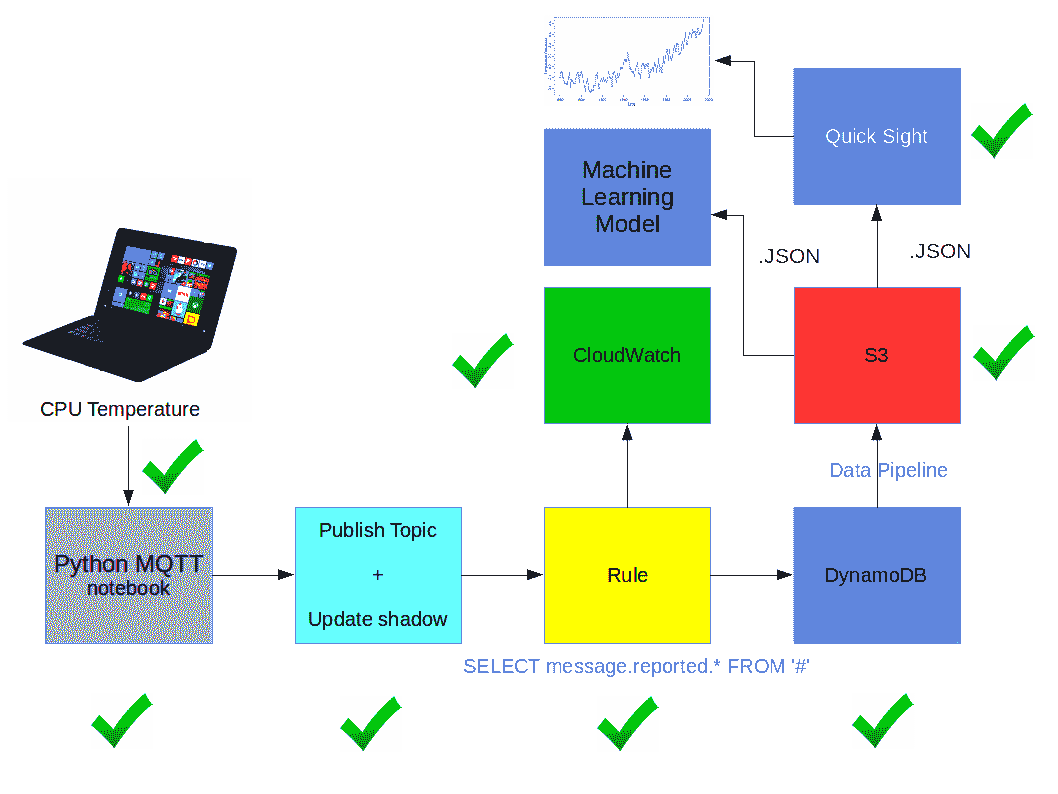 Quick Sight
Machine
Learning
Model
.JSON
.JSON
CloudWatch
S3
CPU Temperature
Data Pipeline
Python MQTT
notebook
Publish Topic
+
Update shadow
Rule
DynamoDB
SELECT message.reported.* FROM '#'